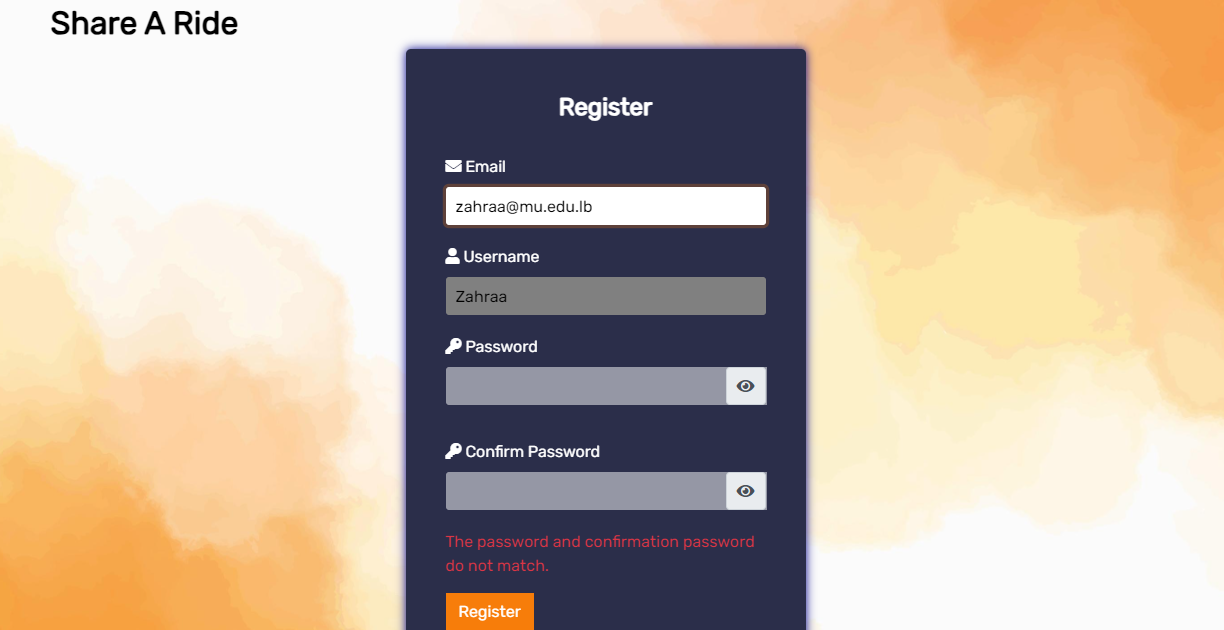 Share A Ride
Register
Email
zahraa@mu.edu.lb
Username
Zahraa
Password
Confirm Password
The password and confirmation password
do not match.
Register